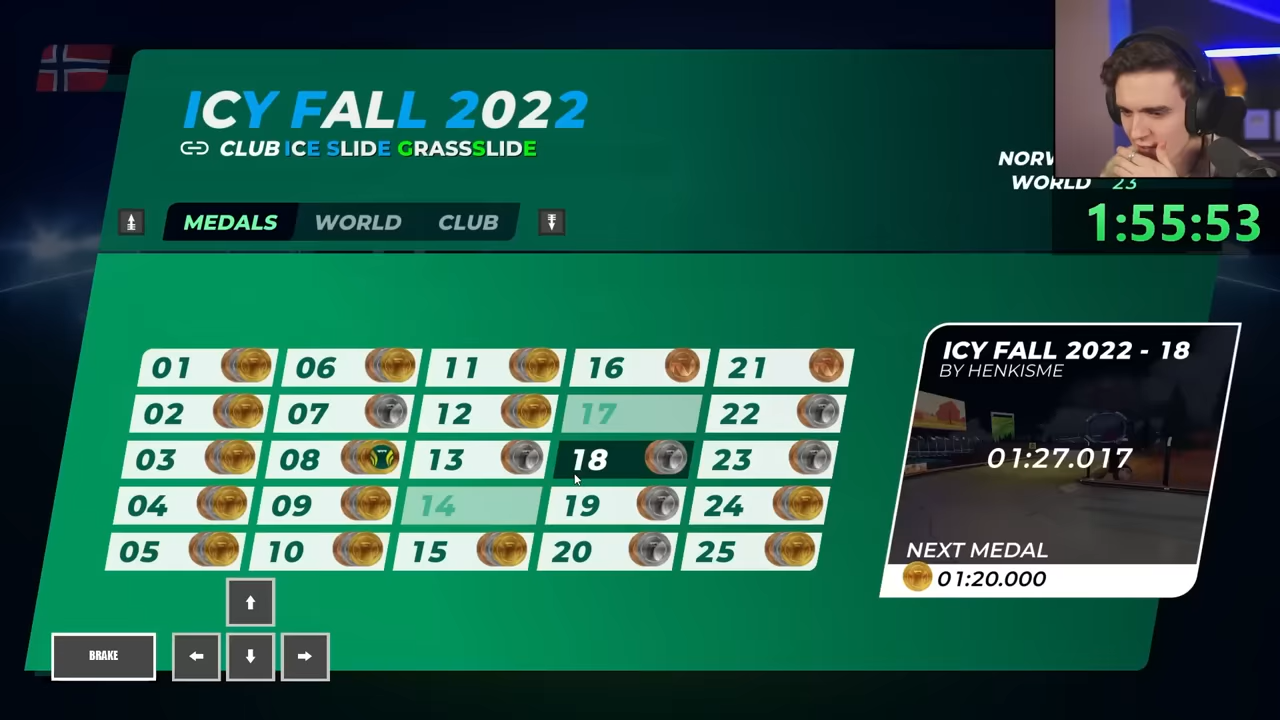 ICY FALL 2022
CLUB ICE SLIDE GRASSSLIDE
WORLD 23
1:55:53
MEDALS WORLD CLUB
01 06 11 16 21
02 07 12 17 22
03 08 13 18 23
04 09 14 19 24
05 10 15 20 25
ICY FALL 2022 - 18
BY HENKISME
01:27.017
NEXT MEDAL
01:20.000
BRAKE